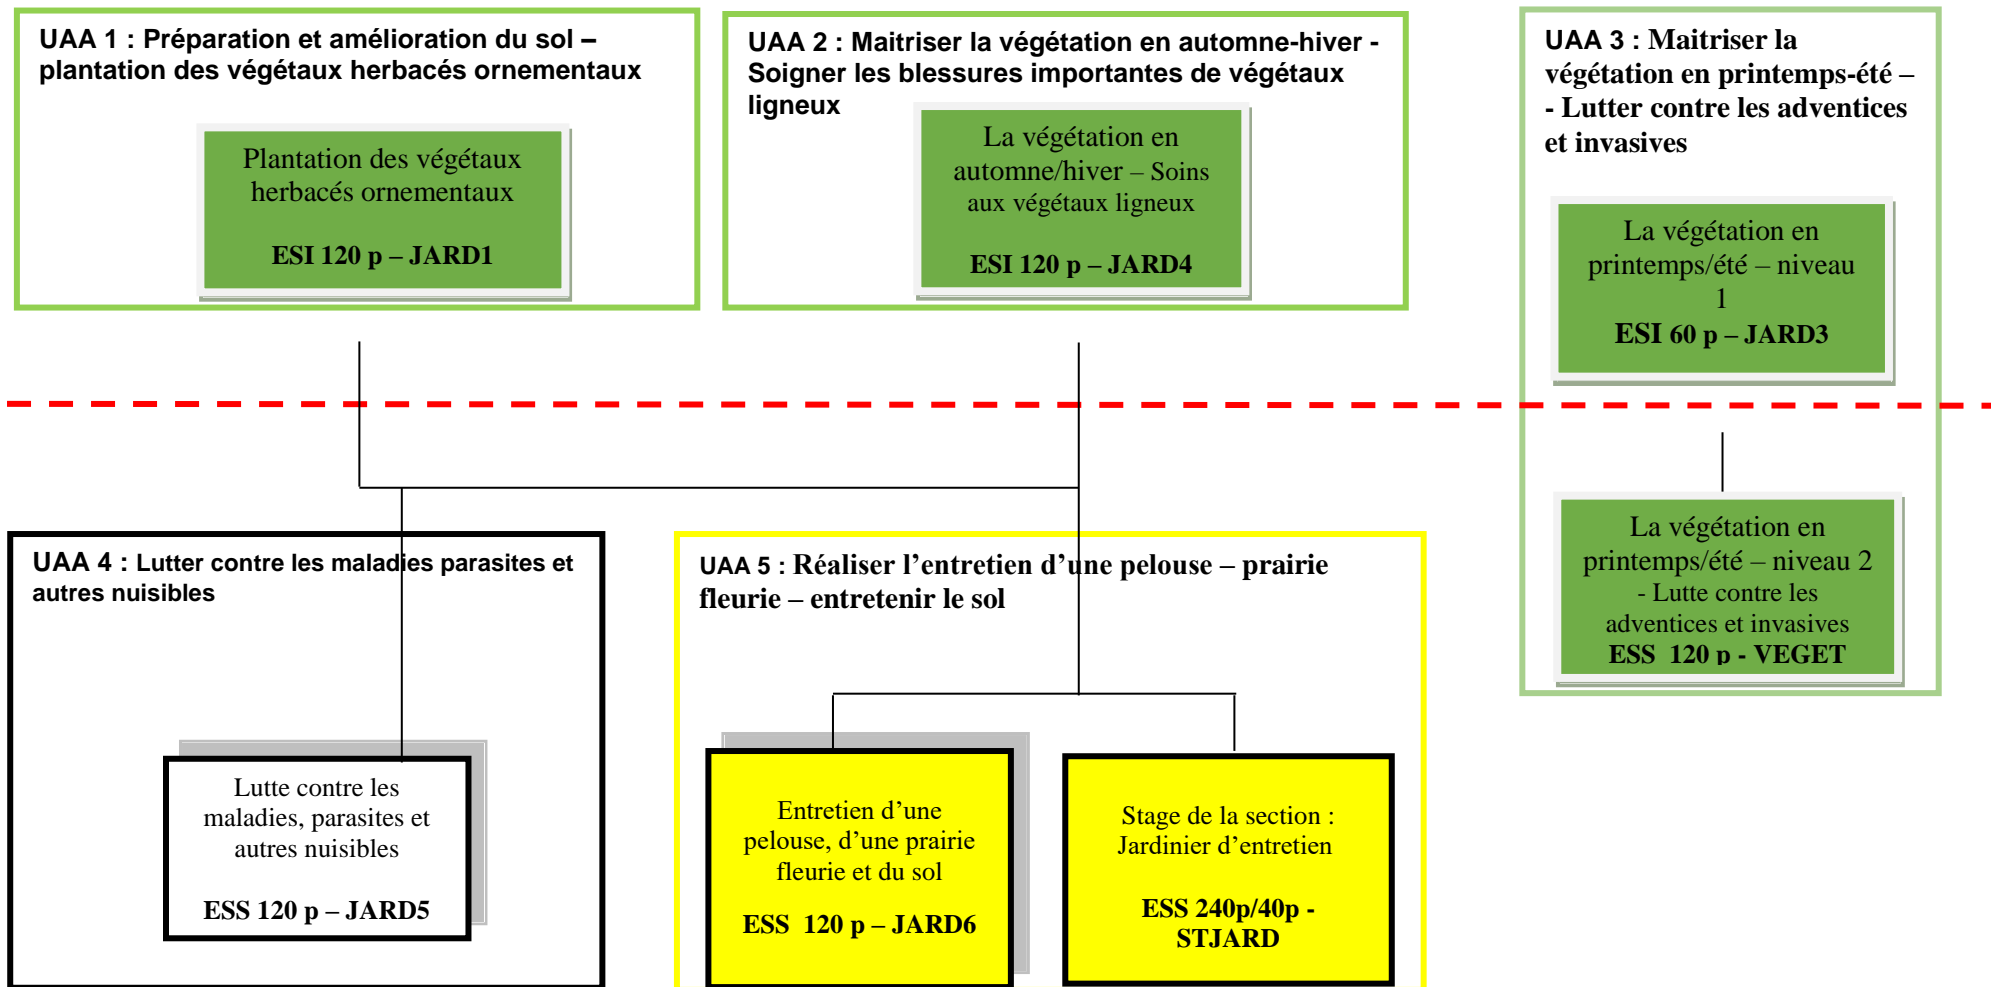 UAA 1 : Préparation et amélioration du sol –
plantation des végétaux herbacés ornementaux
Plantation des végétaux
herbacés ornementaux
ESI 120 p – JARD1
UAA 2 : Maitriser la végétation en automne-hiver -
Soigner les blessures importantes de végétaux
ligneux
La végétation en
automne/hiver – Soins
aux végétaux ligneux
ESI 120 p – JARD4
UAA 3 : Maitriser la
végétation en printemps-été –
- Lutter contre les adventices
et invasives
La végétation en
printemps/été – niveau
1
ESI 60 p – JARD3
La végétation en
printemps/été – niveau 2
- Lutte contre les
adventices et invasives
ESS 120 p - VEGET
UAA 4 : Lutter contre les maladies parasites et
autres nuisibles
Lutte contre les
maladies, parasites et
autres nuisibles
ESS 120 p – JARD5
UAA 5 : Réaliser l’entretien d’une pelouse – prairie
fleurie – entretenir le sol
Entretien d’une
pelouse, d’une prairie
fleurie et du sol
ESS 120 p – JARD6
Stage de la section :
Jardinier d’entretien
ESS 240p/40p -
STJARD